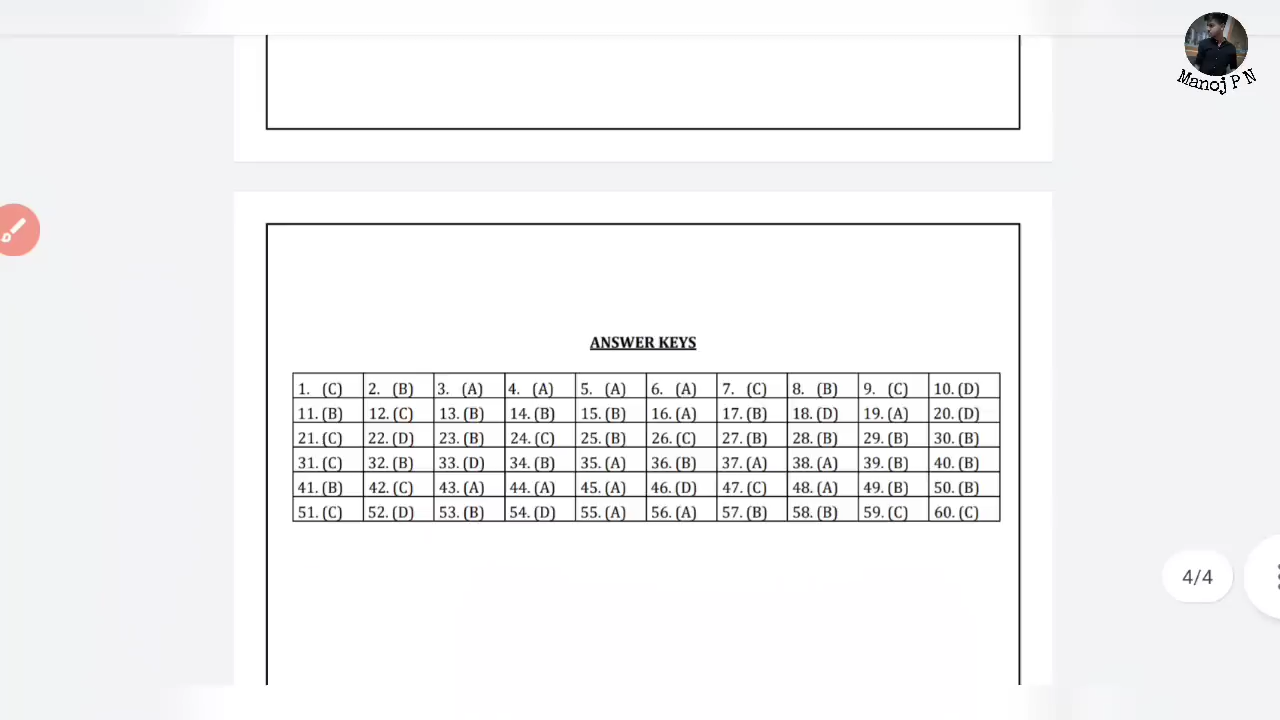 Manoj P N
ANSWER KEYS
1. (C) 2. (B) 3. (A) 4. (A) 5. (A) 6. (A) 7. (C) 8. (B) 9. (C) 10. (D)
11. (B) 12. (C) 13. (B) 14. (B) 15. (B) 16. (A) 17. (B) 18. (D) 19. (A) 20. (D)
21. (C) 22. (D) 23. (B) 24. (C) 25. (B) 26. (C) 27. (B) 28. (B) 29. (B) 30. (B)
31. (C) 32. (B) 33. (D) 34. (B) 35. (A) 36. (B) 37. (A) 38. (A) 39. (B) 40. (B)
41. (B) 42. (C) 43. (A) 44. (A) 45. (A) 46. (D) 47. (C) 48. (A) 49. (B) 50. (B)
51. (C) 52. (D) 53. (B) 54. (D) 55. (A) 56. (A) 57. (B) 58. (B) 59. (C) 60. (C)
4/4